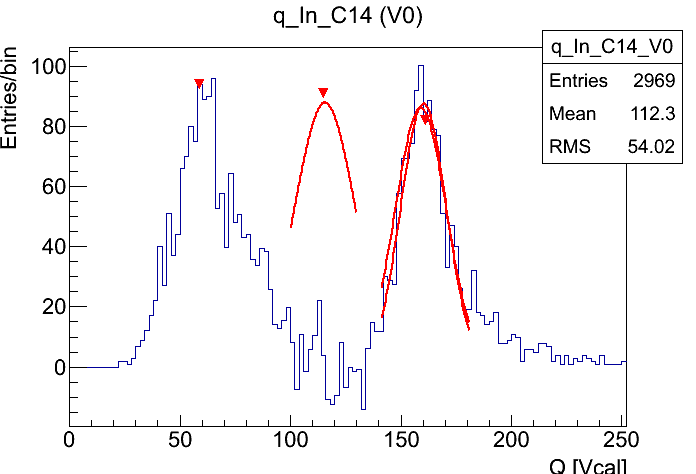 q_In_C14 (V0)
q_In_C14_V0
Entries 2969
Mean 112.3
RMS 54.02
Entries/bin
100
80
60
40
20
0
0 50 100 150 200 250
Q [Vcal]